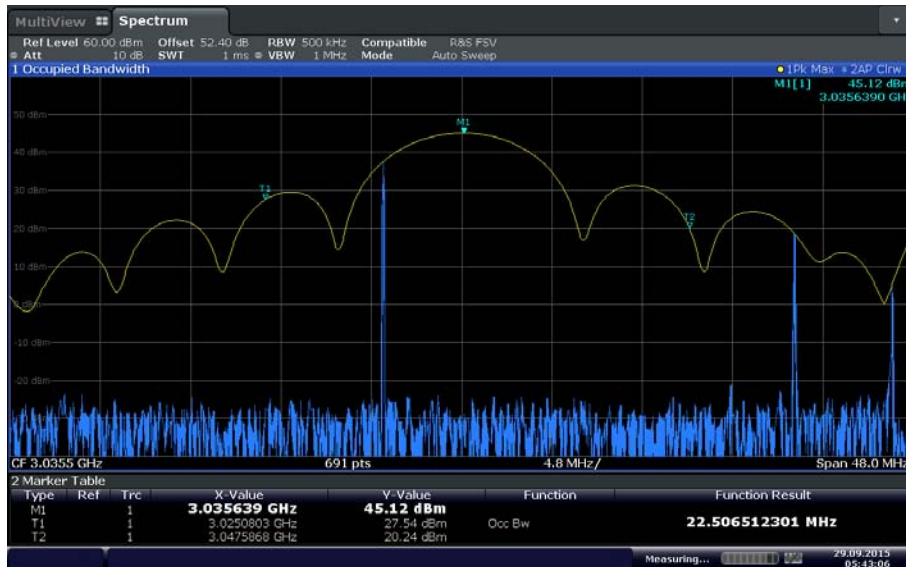 MultiView Spectrum
Ref Level 60.00 dBm Offset 52.40 dB RBW 500 kHz Compatible R&S FSV
Att 10 dB SWT 1 ms VBW 1 MHz Mode Auto Sweep
1 Occupied Bandwidth 1Pk Max 2AP Clrw
M1[1] 45.12 dBm
3.0356390 GH
50 dBm
M1
40 dBm
T1
30 dBm
T2
20 dBm
10 dBm
0 dBm
-10 dBm
-20 dBm
CF 3.0355 GHz 691 pts 4.8 MHz/ Span 48.0 MHz
2 Marker Table
Type Ref Trc X-Value Y-Value Function Function Result
M1 1 3.035639 GHz 45.12 dBm
T1 1 3.0250803 GHz 27.54 dBm Occ Bw 22.506512301 MHz
T2 1 3.0475868 GHz 20.24 dBm
Measuring... 29.09.2015
05:43:06